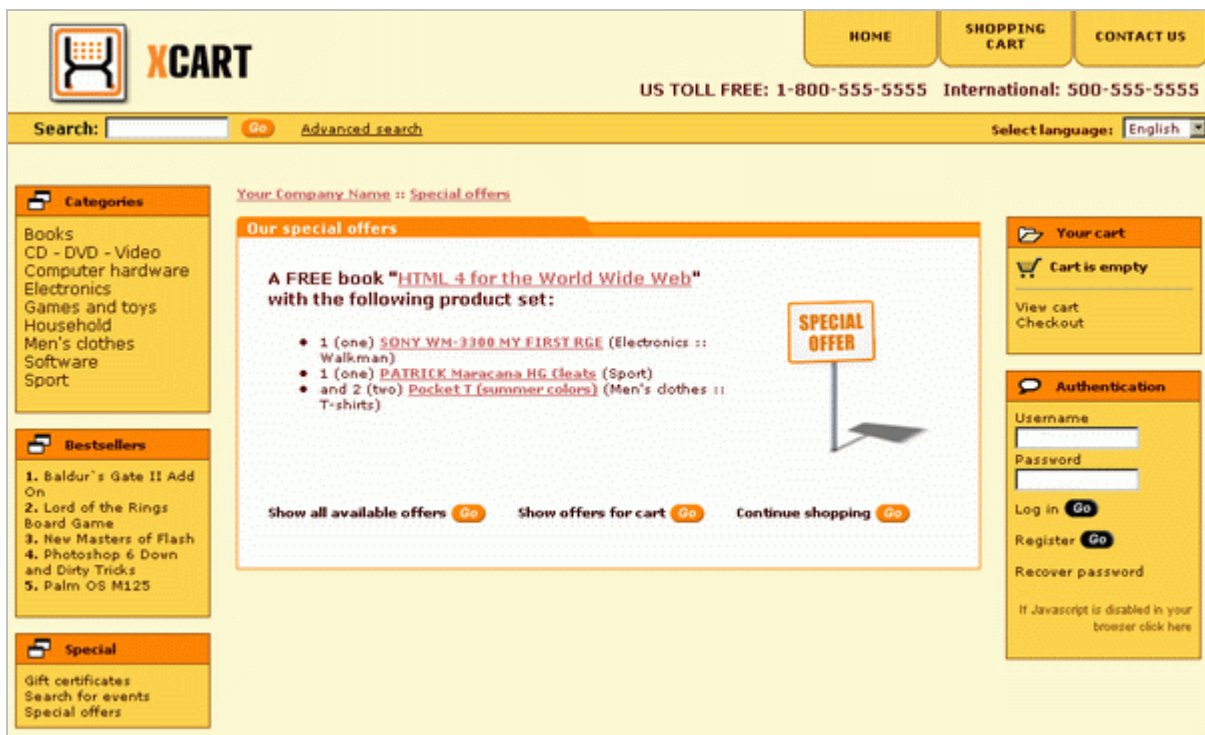 XCART
HOME
SHOPPING
CART
CONTACT US
US TOLL FREE: 1-800-555-5555 International: 500-555-5555
Search:
Go
Advanced search
Select language:
English
Categories
Books
CD - DVD - Video
Computer hardware
Electronics
Games and toys
Household
Men's clothes
Software
Sport
Bestsellers
1. Baldur`s Gate II Add
On
2. Lord of the Rings
Board Game
3. New Masters of Flash
4. Photoshop 6 Down
and Dirty Tricks
5. Palm OS M125
Special
Gift certificates
Search for events
Special offers
Your Company Name :: Special offers
Our special offers
A FREE book "HTML 4 for the World Wide Web"
with the following product set:
• 1 (one) SONY WM-3300 MY FIRST RGE (Electronics ::
Walkman)
• 1 (one) PATRICK Maracana HG Cleats (Sport)
• and 2 (two) Pocket T (summer colors) (Men's clothes ::
T-shirts)
SPECIAL
OFFER
Show all available offers Go
Show offers for cart Go
Continue shopping Go
Your cart
Cart is empty
View cart
Checkout
Authentication
Username
Password
Log in Go
Register Go
Recover password
If Javascript is disabled in your
browser click here